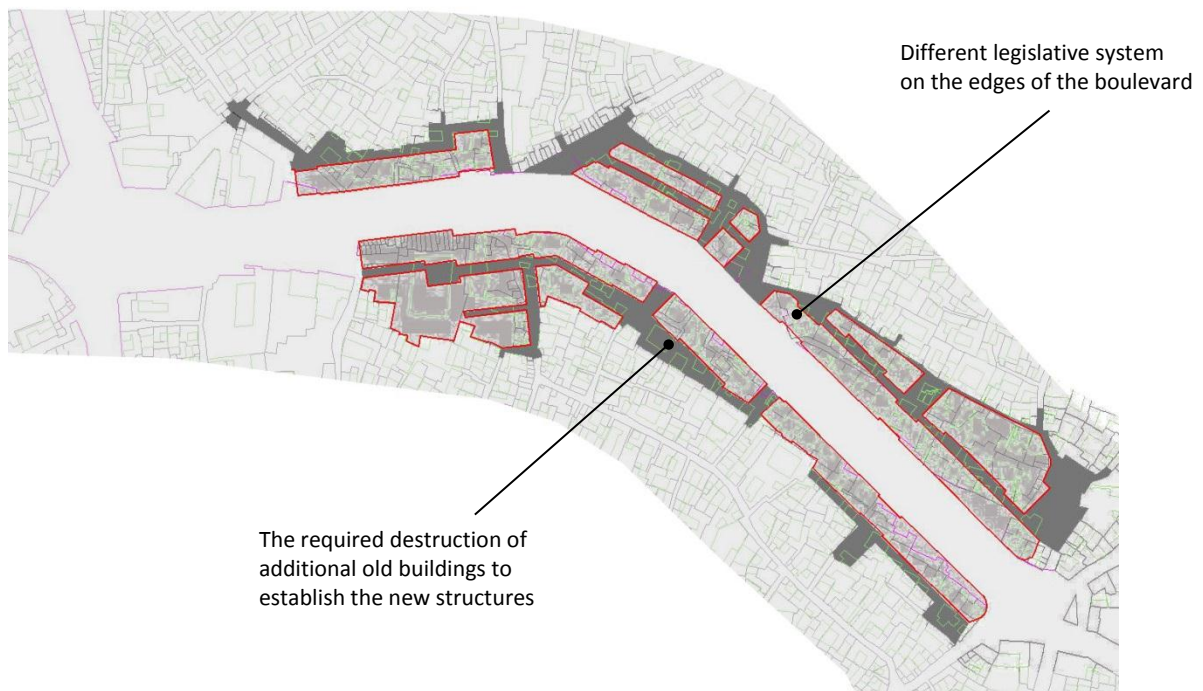 Different legislative system
on the edges of the boulevard
The required destruction of
additional old buildings to
establish the new structures